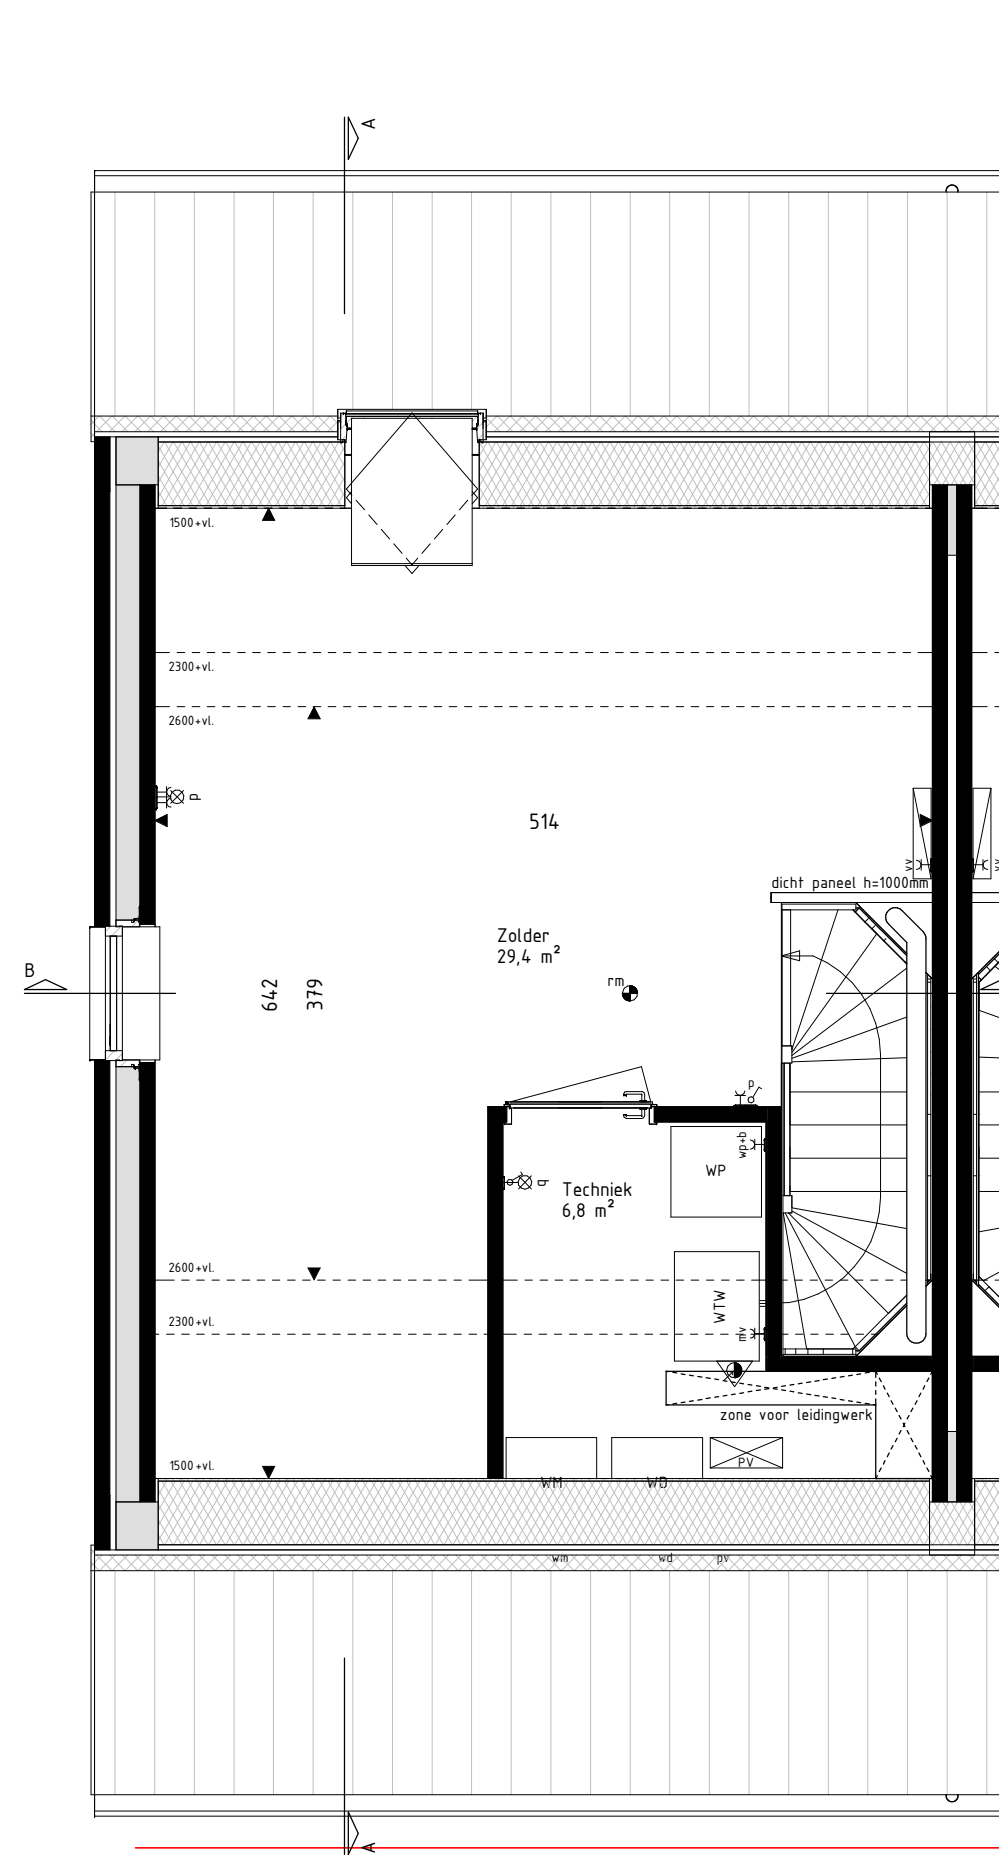 A
1500+vl.
2300+vl.
2600+vl.
p
514
vv
vv
dicht paneel h=1000mm
Zolder
29,4 m²
B
642
379
rm
p
wp+b
WP
q
Techniek
6,8 m²
2600+vl.
WTW
2300+vl.
mv
zone voor leidingwerk
1500+vl.
PV
WM
WD
wm
wd
pv
A